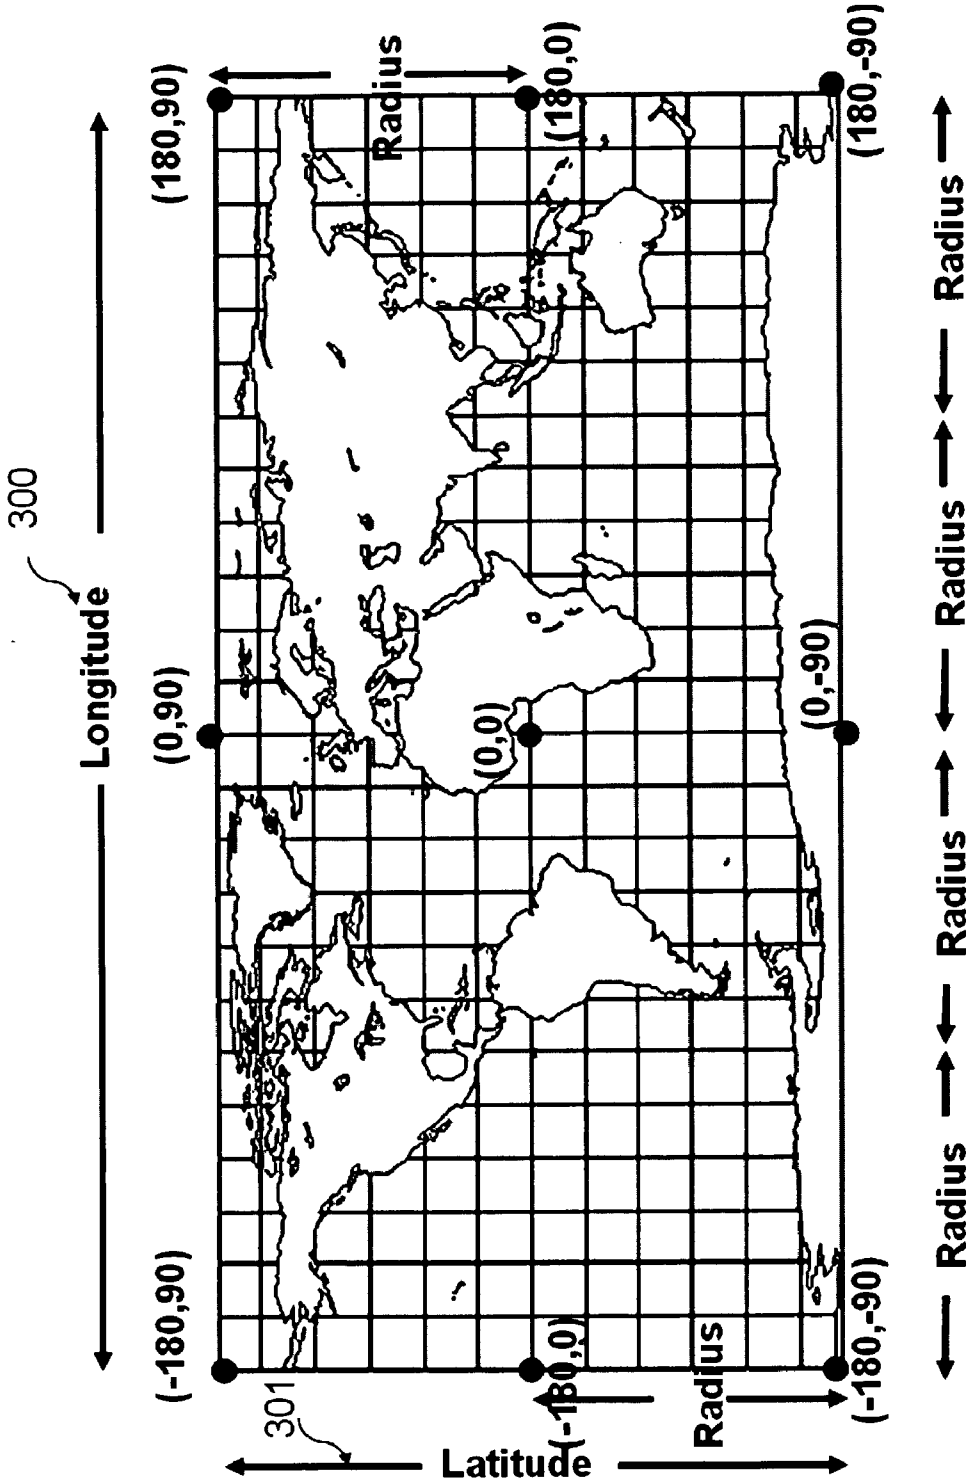 300
Longitude
(-180,90)
(0,90)
(180,90)
301
Latitude
Radius
(-180,0)
(0,0)
(180,0)
Radius
(-180,-90)
(0,-90)
(180,-90)
Radius
Radius
Radius
Radius